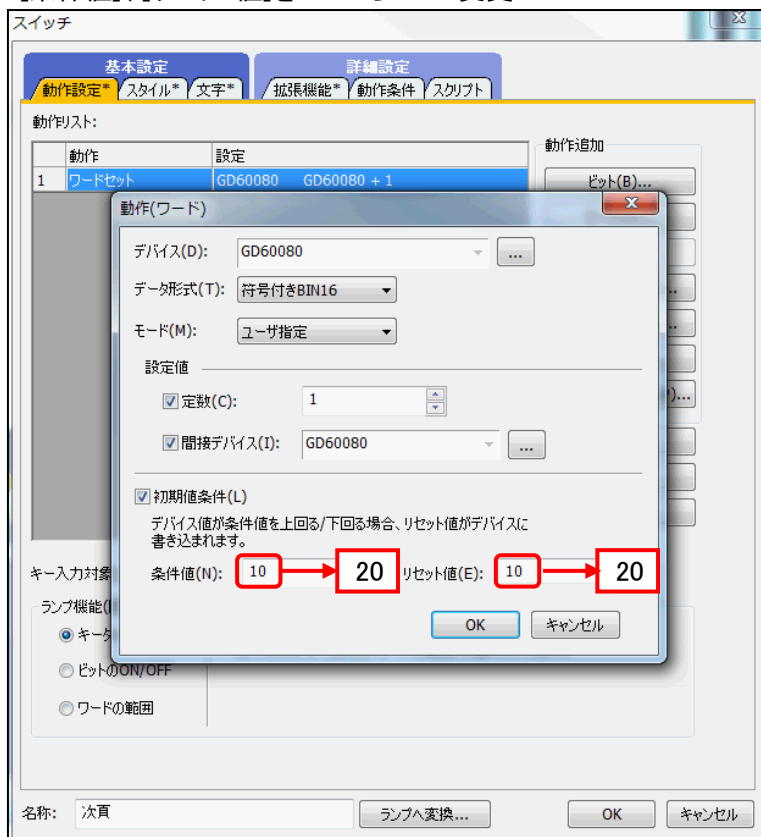 スイッチ
基本設定 詳細設定
動作設定* スタイル* 文字* 拡張機能* 動作条件 スクリプト
動作リスト:
動作 設定
1 ワードセット GD60080 GD60080 + 1
動作追加
ビット(B)...
動作(ワード)
デバイス(D): GD60080 ...
データ形式(T): 符号付きBIN16
モード(M): ユーザ指定
設定値
定数(C): 1
間接デバイス(I): GD60080 ...
初期値条件(L)
デバイス値が条件値を上回る/下回る場合、リセット値がデバイスに
書き込まれます。
条件値(N): 10 20 リセット値(E): 10 20
OK キャンセル
)...
キー入力対象
ランプ機能(
キー
ビットのON/OFF
ワードの範囲
名称: 次頁 ランプへ変換... OK キャンセル